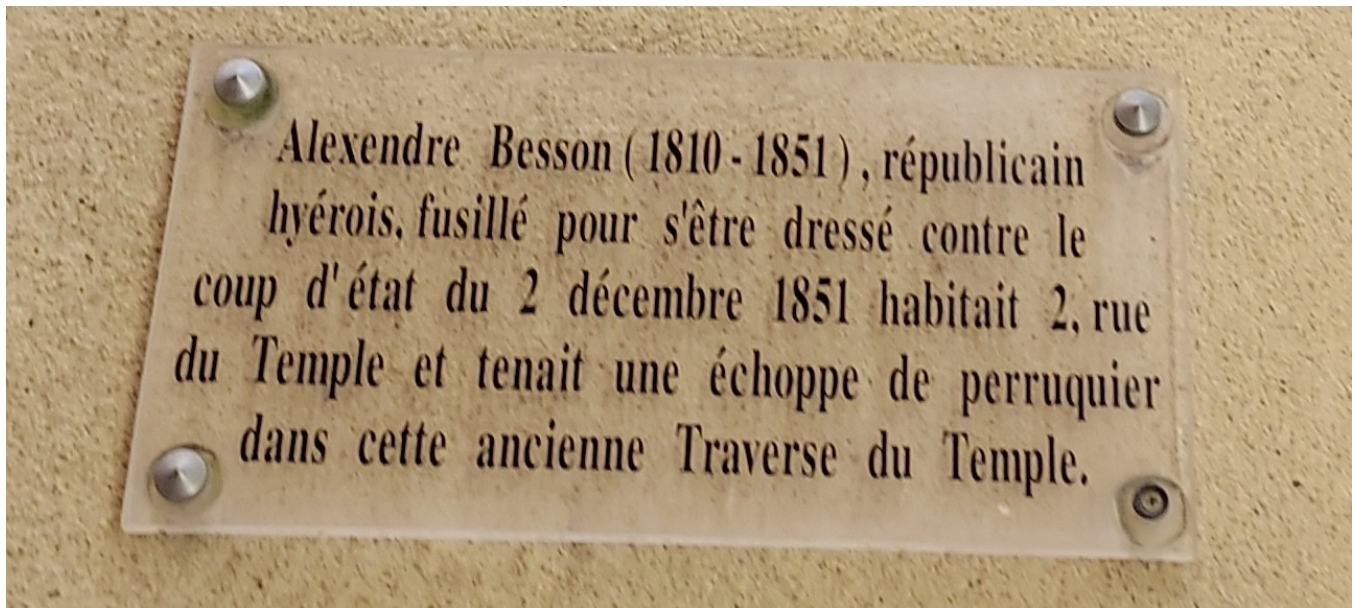 Alexendre Besson ( 1810 - 1851 ) , républicain
hyérois, fusillé pour s'être dressé contre le
coup d'état du 2 décembre 1851 habitait 2, rue
du Temple et tenait une échoppe de perruquier
dans cette ancienne Traverse du Temple.